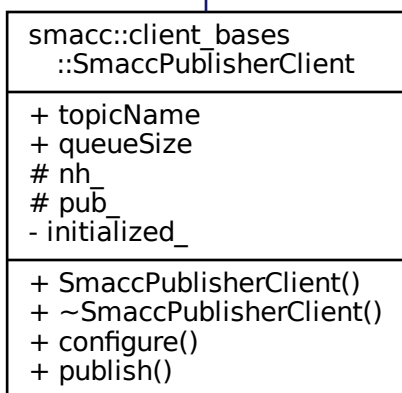 smacc::client_bases
::SmaccPublisherClient
+ topicName
+ queueSize
# nh_
# pub_
- initialized_
+ SmaccPublisherClient()
+ ~SmaccPublisherClient()
+ configure()
+ publish()